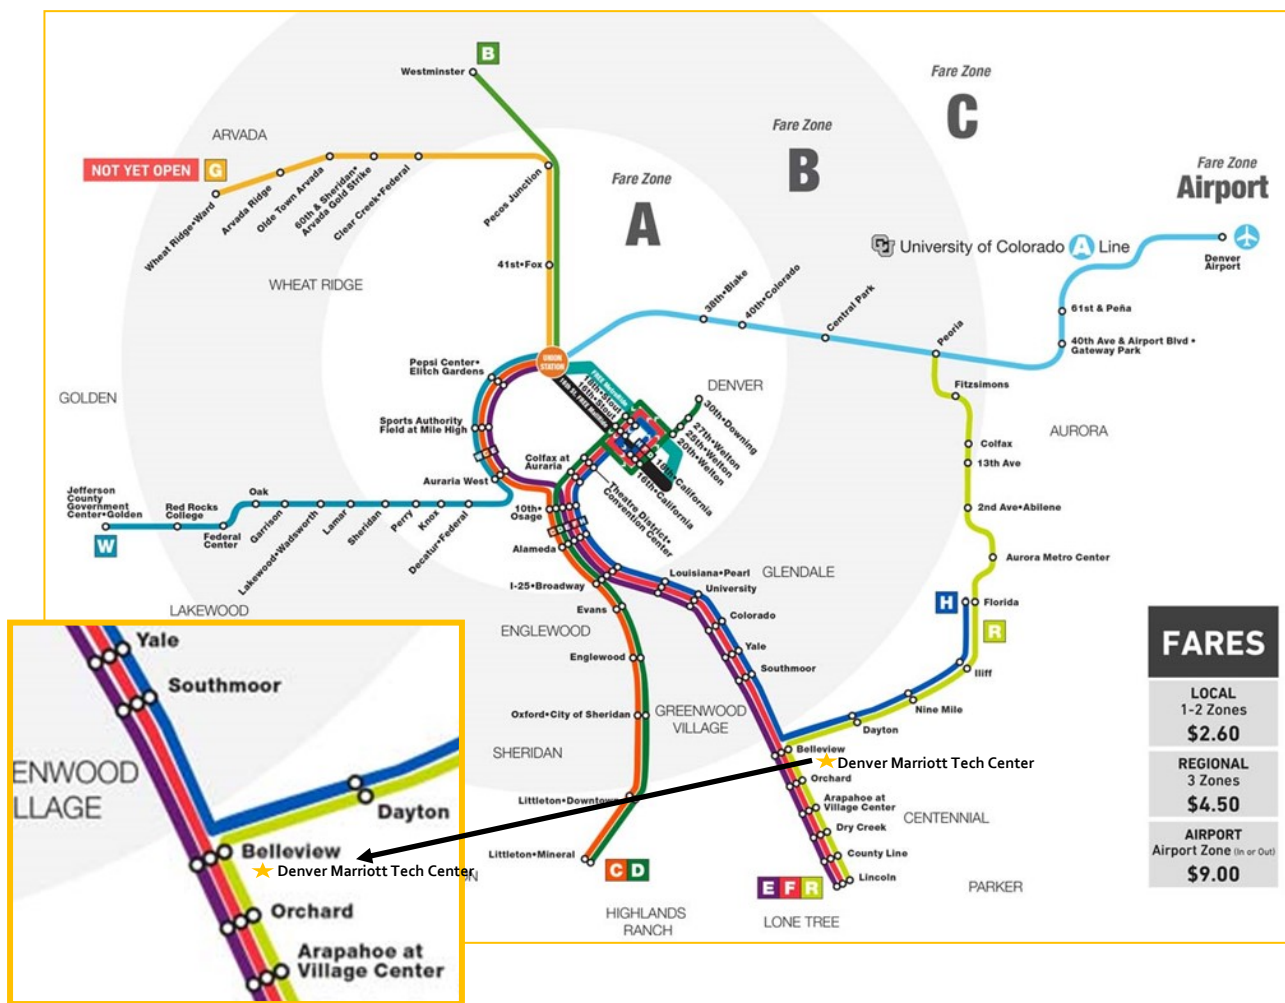 B
Westminster
Fare Zone
C
Fare Zone
B
Fare Zone
A
Fare Zone
Airport
ARVADA
NOT YET OPEN
G
Wheat Ridge•Ward
Arvada Ridge
Olde Town Arvada
60th & Sheridan•
Arvada Gold Strike
Clear Creek•Federal
Pecos Junction
41st•Fox
WHEAT RIDGE
University of Colorado A Line
Denver
Airport
61st & Peña
40th Ave & Airport Blvd •
Gateway Park
38th•Blake
40th•Colorado
Central Park
Peoria
UNION
STATION
FREE MetroRide
16th St. FREE MallRide
18th•Stout
16th•Stout
DENVER
30th•Downing
27th•Welton
25th•Welton
20th•Welton
18th•California
16th•California
Theatre District•
Convention Center
Pepsi Center•
Elitch Gardens
Sports Authority
Field at Mile High
Colfax at
Auraria
Auraria West
GOLDEN
Jefferson
County
Government
Center•Golden
W
Red Rocks
College
Federal
Center
Oak
Garrison
Lakewood•Wadsworth
Lamar
Sheridan
Perry
Knox
Decatur•Federal
LAKEWOOD
10th•
Osage
Alameda
I-25•Broadway
Evans
ENGLEWOOD
Englewood
Oxford•City of Sheridan
SHERIDAN
Littleton•Downtown
Littleton•Mineral
C D
HIGHLANDS
RANCH
Louisiana•Pearl
University
GLENDALE
Colorado
Yale
Southmoor
GREENWOOD
VILLAGE
Belleview
Denver Marriott Tech Center
Orchard
Arapahoe at
Village Center
CENTENNIAL
Dry Creek
County Line
Lincoln
E F R
LONE TREE
PARKER
Fitzsimons
AURORA
Colfax
13th Ave
2nd Ave•Abilene
Aurora Metro Center
H
Florida
R
Iliff
Nine Mile
Dayton
FARES
LOCAL
1-2 Zones
$2.60
REGIONAL
3 Zones
$4.50
AIRPORT
Airport Zone (In or Out)
$9.00
Yale
Southmoor
ENWOOD
LLAGE
Dayton
Belleview
Denver Marriott Tech Center
ON
Orchard
Arapahoe at
Village Center